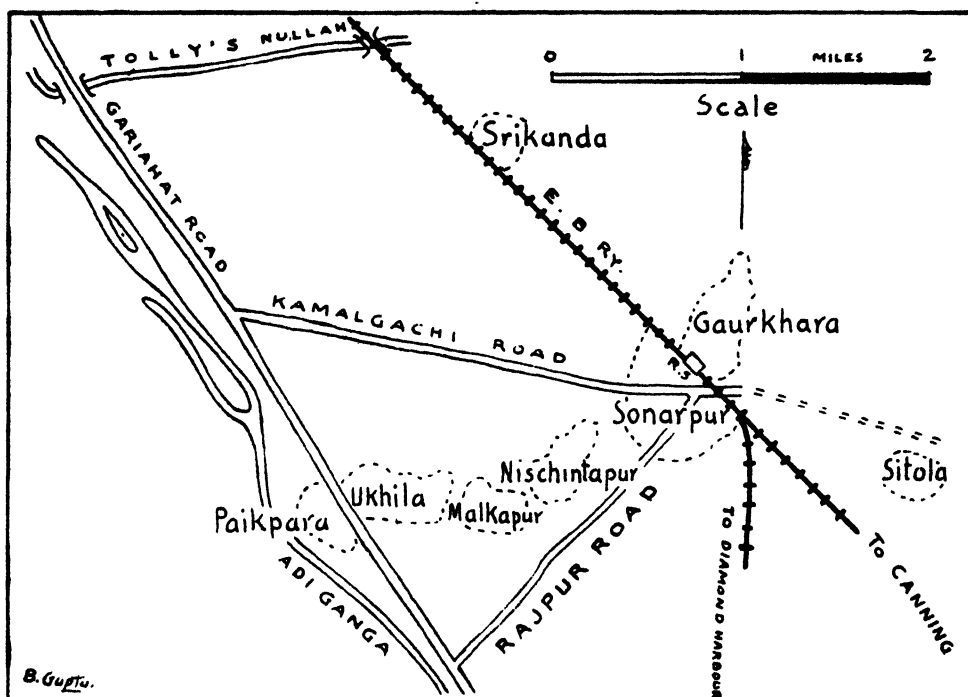 TOLLY'S NULLAH
0 1 MILES 2
Scale
GARIAHAT ROAD
Srikanda
E. B RY.
Gaurkhara
KAMALGACHI ROAD
R.S
Sonarpur
Nischintapur
Sitola
Ukhila
Malkapur
Paikpara
RAJPUR ROAD
ADI GANGA
TO DIAMOND HARBOUR
TO CANNING
B. Gupta.